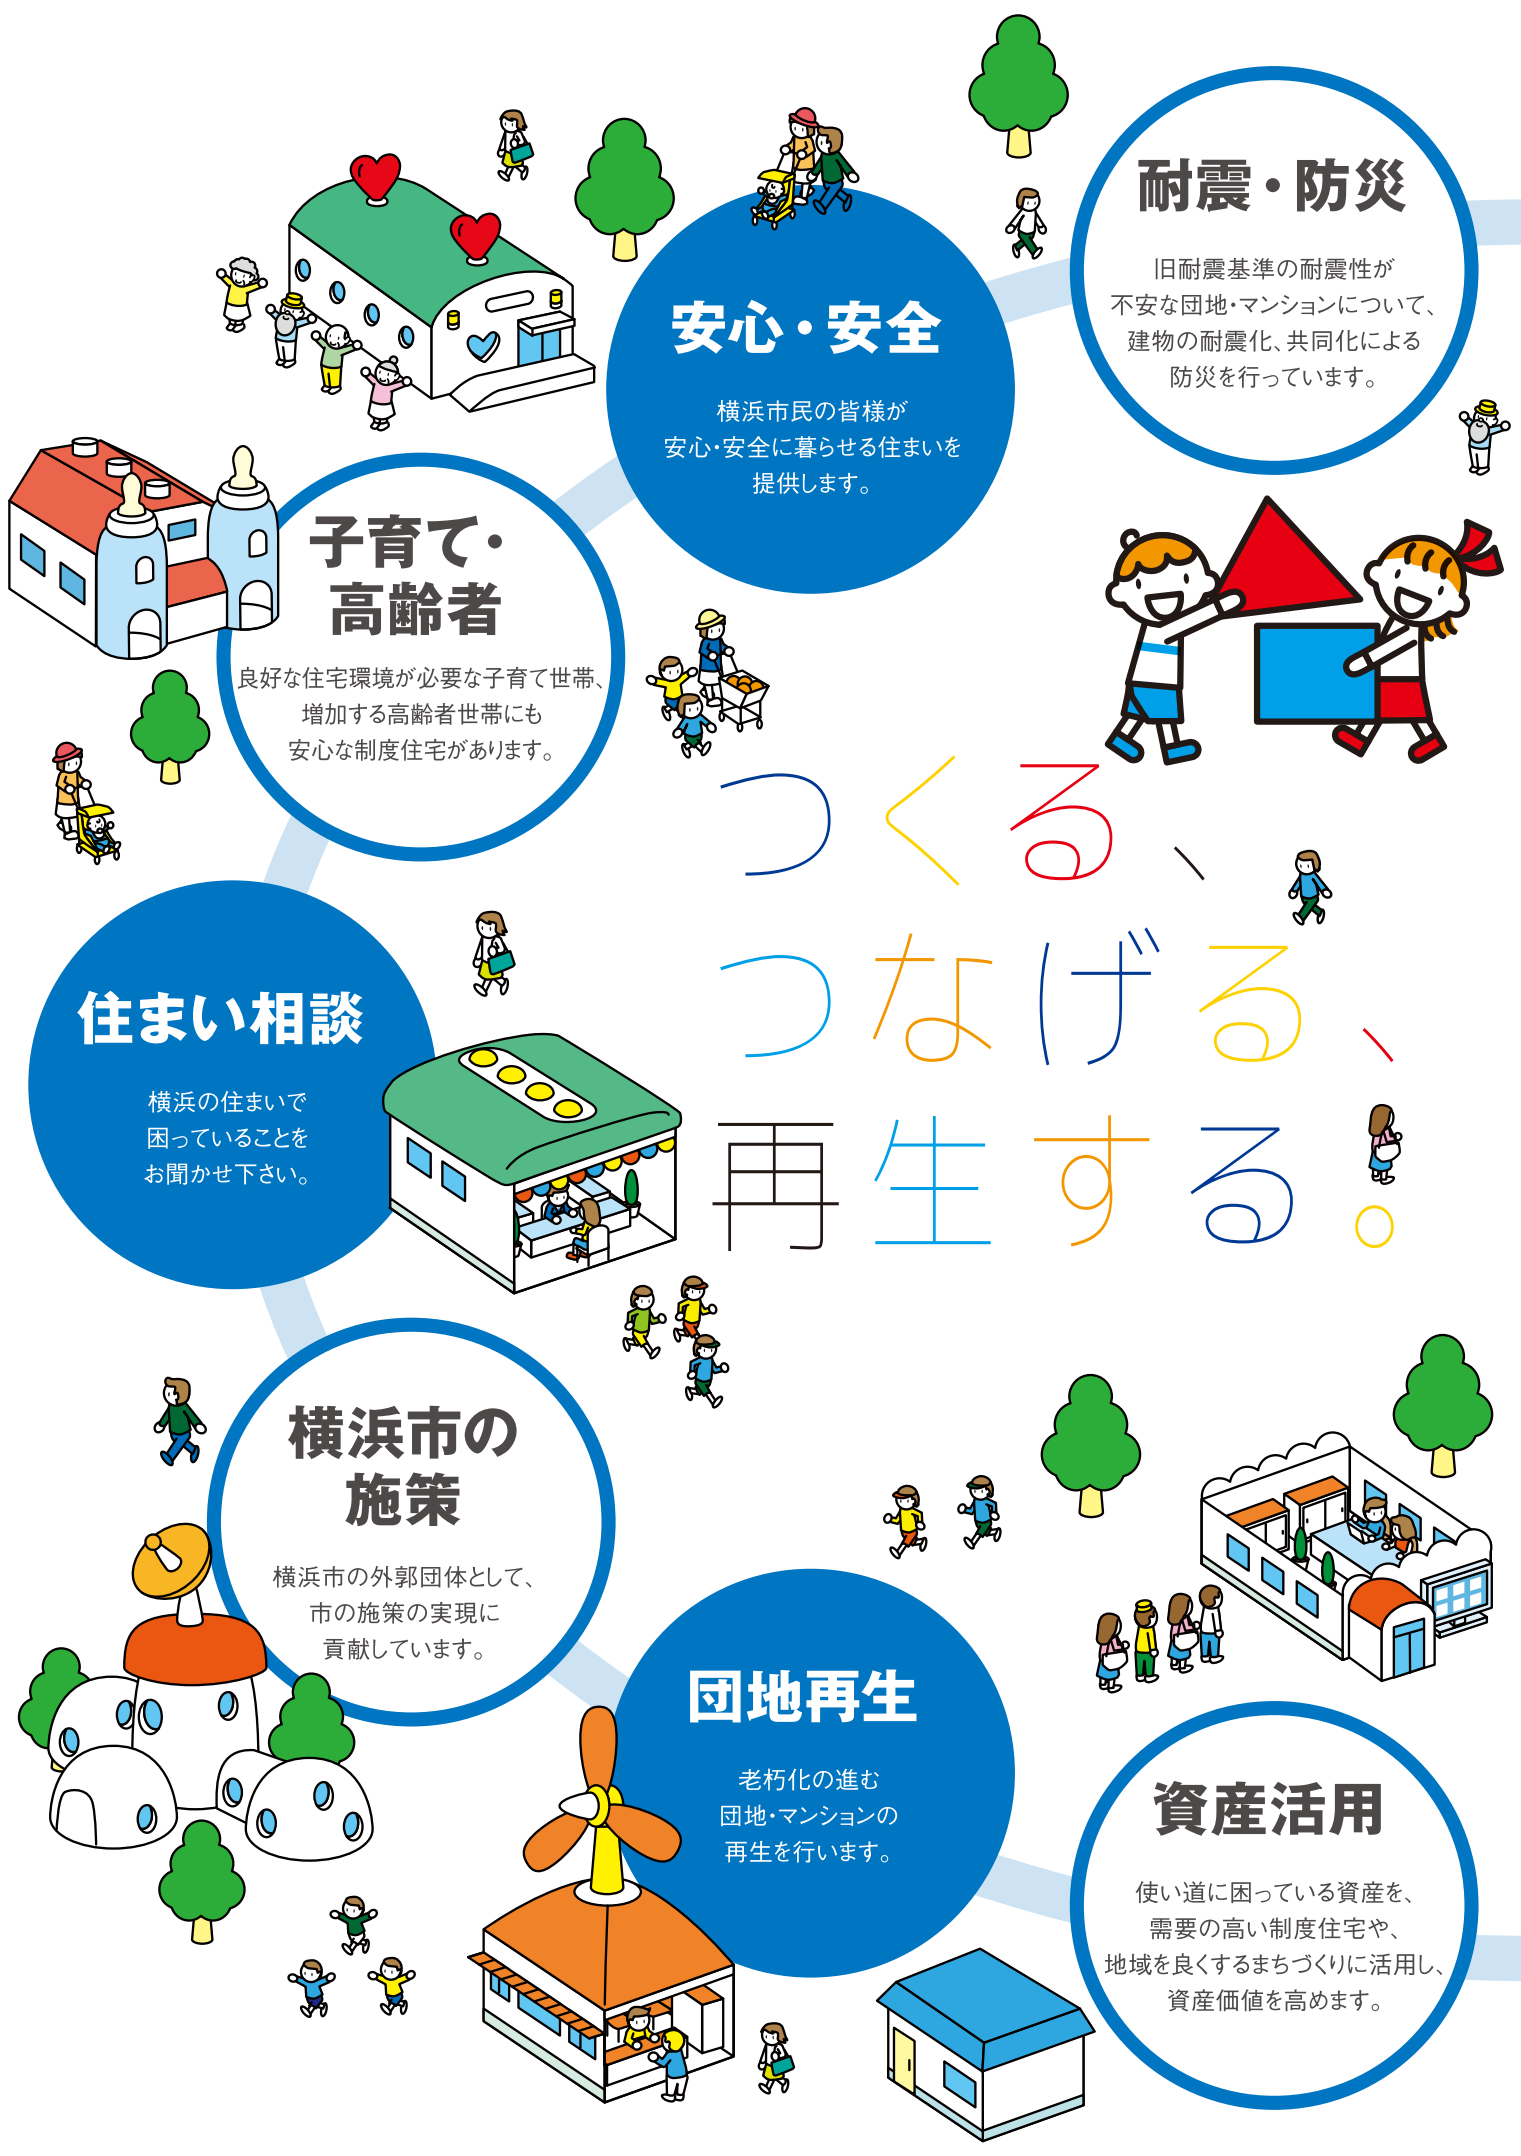 耐震・防災
旧耐震基準の耐震性が
不安な団地・マンションについて、
建物の耐震化、共同化による
防災を行っています。
安心・安全
横浜市民の皆様が
安心・安全に暮らせる住まいを
提供します。
子育て・
高齢者
良好な住宅環境が必要な子育て世帯、
増加する高齢者世帯にも
安心な制度住宅があります。
つくる、
つなげる、
再生する。
住まい相談
横浜の住まいで
困っていることを
お聞かせ下さい。
横浜市の
施策
横浜市の外郭団体として、
市の施策の実現に
貢献しています。
団地再生
老朽化の進む
団地・マンションの
再生を行います。
資産活用
使い道に困っている資産を、
需要の高い制度住宅や、
地域を良くするまちづくりに活用し、
資産価値を高めます。